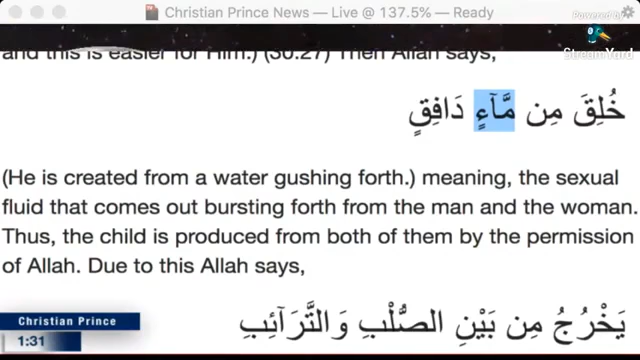 Christian Prince News — Live @ 137.5% — Ready
Powered by
StreamYard
and this is easier for Him.) (30:27) Then Allah says,
خُلِقَ مِن مَّآءٍ دَافِقٍ
(He is created from a water gushing forth.) meaning, the sexual
fluid that comes out bursting forth from the man and the woman.
Thus, the child is produced from both of them by the permission
of Allah. Due to this Allah says,
يَخْرُجُ مِن بَيْنِ الصُّلْبِ وَالتَّرَآئِبِ
Christian Prince
1:31